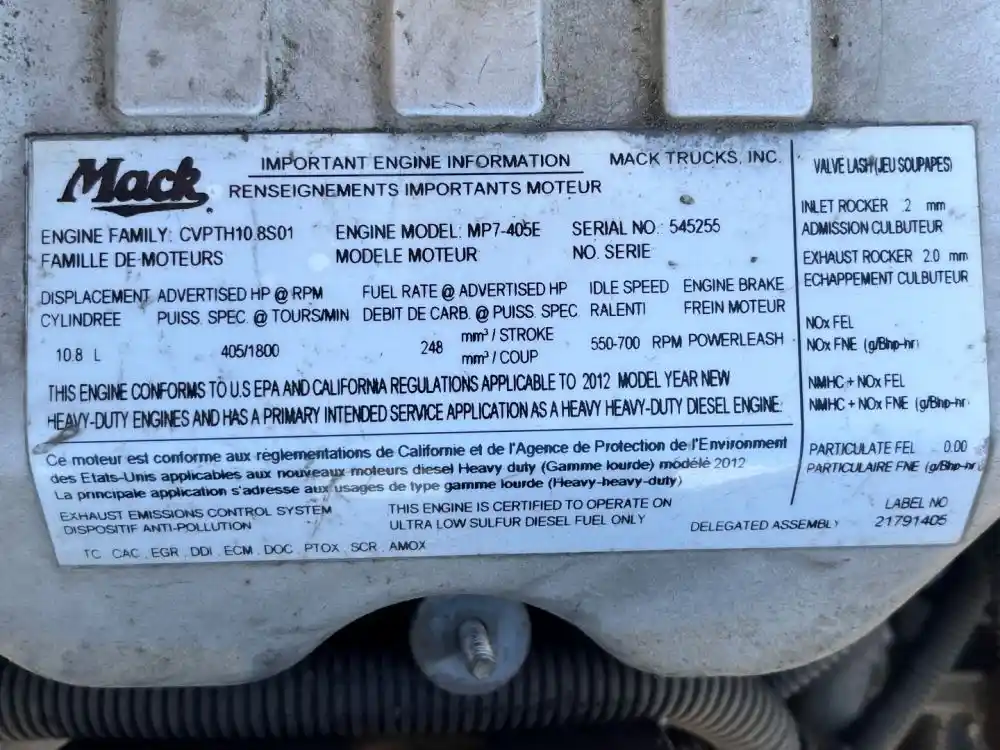 Mack
IMPORTANT ENGINE INFORMATION
MACK TRUCKS, INC.
RENSEIGNEMENTS IMPORTANTS MOTEUR
ENGINE FAMILY: CVPTH10.8S01 ENGINE MODEL: MP7-405E SERIAL NO.: 545255
FAMILLE DE MOTEURS MODELE MOTEUR NO. SERIE
DISPLACEMENT ADVERTISED HP @ RPM FUEL RATE @ ADVERTISED HP IDLE SPEED ENGINE BRAKE
CYLINDREE PUISS. SPEC. @ TOURS/MIN DEBIT DE CARB. @ PUISS. SPEC RALENTI FREIN MOTEUR
10.8 L 405/1800 248 mm³ / STROKE 550-700 RPM POWERLEASH
mm³ / COUP
THIS ENGINE CONFORMS TO U.S EPA AND CALIFORNIA REGULATIONS APPLICABLE TO 2012 MODEL YEAR NEW
HEAVY-DUTY ENGINES AND HAS A PRIMARY INTENDED SERVICE APPLICATION AS A HEAVY HEAVY-DUTY DIESEL ENGINE.
Ce moteur est conforme aux règlementations de Californie et de l'Agence de Protection de l'Environment
des Etats-Unis applicables aux nouveaux moteurs diesel Heavy duty (Gamme lourde) modèle 2012
La principale application s'adresse aux usages de type gamme lourde (Heavy-heavy-duty)
EXHAUST EMISSIONS CONTROL SYSTEM THIS ENGINE IS CERTIFIED TO OPERATE ON
DISPOSITIF ANTI-POLLUTION ULTRA LOW SULFUR DIESEL FUEL ONLY DELEGATED ASSEMBLY
TC , CAC , EGR , DDI , ECM , DOC , PTOX , SCR , AMOX
VALVE LASH (JEU SOUPAPES)
INLET ROCKER .2 mm
ADMISSION CULBUTEUR
EXHAUST ROCKER 2.0 mm
ECHAPPEMENT CULBUTEUR
NOx FEL
NOx FNE (g/Bhp-hr)
NMHC + NOx FEL
NMHC + NOx FNE (g/Bhp-hr)
PARTICULATE FEL 0.00
PARTICULAIRE FNE (g/Bhp-hr)
LABEL NO
21791405